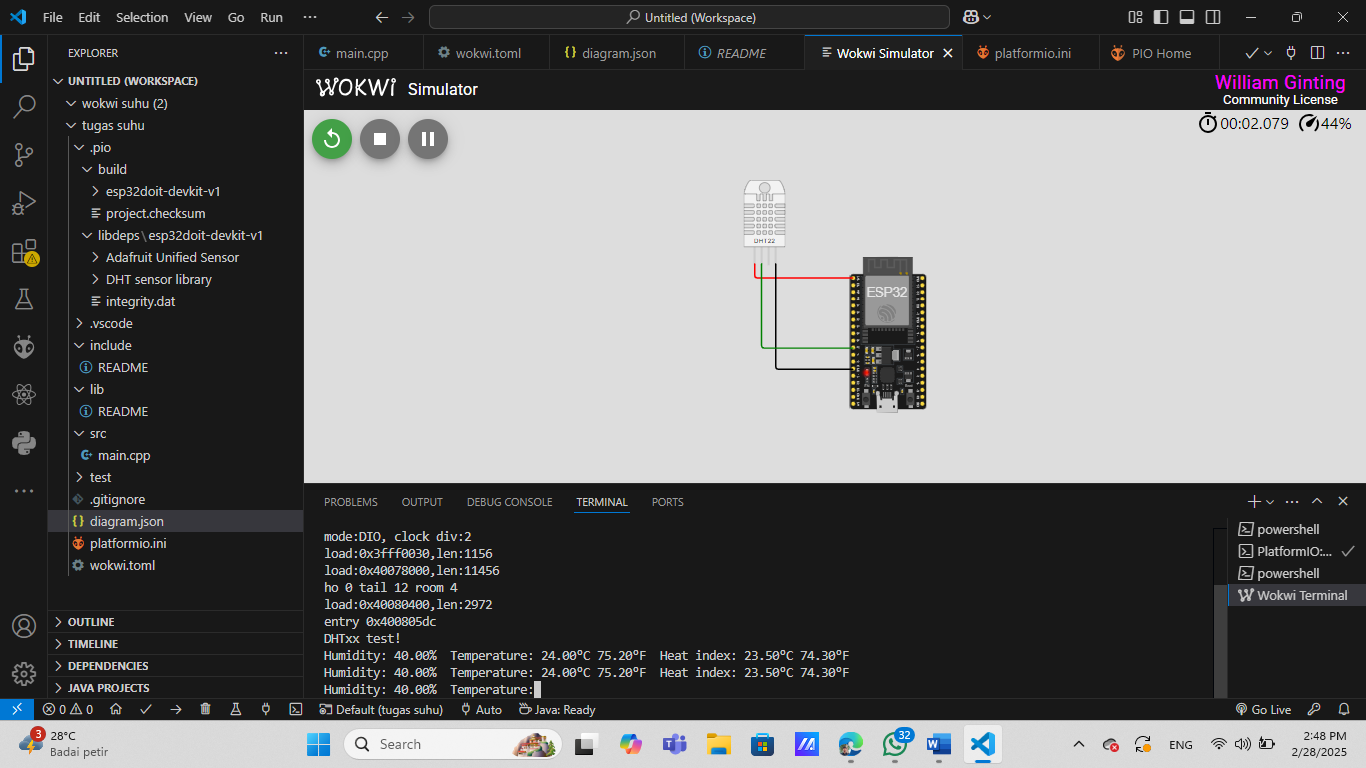 File Edit Selection View Go Run ··· Untitled (Workspace)
EXPLORER ···
main.cpp wokwi.toml diagram.json README Wokwi Simulator platformio.ini PIO Home
UNTITLED (WORKSPACE)
wokwi suhu (2)
tugas suhu
.pio
build
esp32doit-devkit-v1
project.checksum
libdeps\esp32doit-devkit-v1
Adafruit Unified Sensor
DHT sensor library
integrity.dat
.vscode
include
README
lib
README
src
main.cpp
test
.gitignore
diagram.json
platformio.ini
wokwi.toml
OUTLINE
TIMELINE
DEPENDENCIES
JAVA PROJECTS
WOKWI Simulator
William Ginting
Community License
00:02.079 44%
DHT22
ESP32
PROBLEMS OUTPUT DEBUG CONSOLE TERMINAL PORTS
mode:DIO, clock div:2
load:0x3fff0030,len:1156
load:0x40078000,len:11456
ho 0 tail 12 room 4
load:0x40080400,len:2972
entry 0x400805dc
DHTxx test!
Humidity: 40.00%  Temperature: 24.00ºC 75.20ºF  Heat index: 23.50ºC 74.30ºF
Humidity: 40.00%  Temperature: 24.00ºC 75.20ºF  Heat index: 23.50ºC 74.30ºF
Humidity: 40.00%  Temperature:
powershell
PlatformIO:...
powershell
Wokwi Terminal
0 0 Default (tugas suhu) Auto Java: Ready Go Live
3 28°C
Badai petir
Search
32
ENG
2:48 PM
2/28/2025